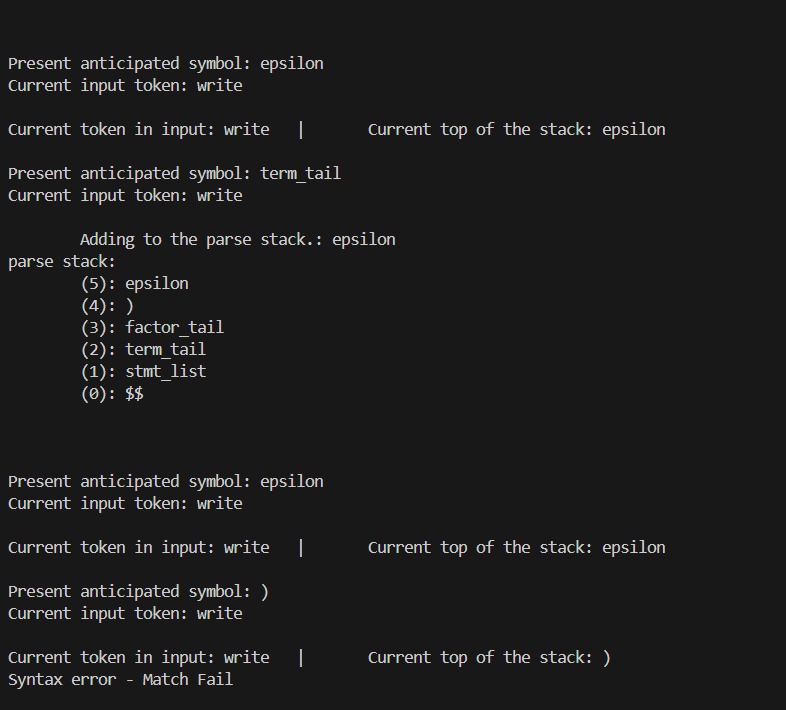 Present anticipated symbol: epsilon
Current input token: write
Current token in input: write | Current top of the stack: epsilon
Present anticipated symbol: term_tail
Current input token: write
Adding to the parse stack.: epsilon
parse stack:
(5): epsilon
(4): )
(3): factor_tail
(2): term_tail
(1): stmt_list
(0): $$
Present anticipated symbol: epsilon
Current input token: write
Current token in input: write | Current top of the stack: epsilon
Present anticipated symbol: )
Current input token: write
Current token in input: write | Current top of the stack: )
Syntax error - Match Fail